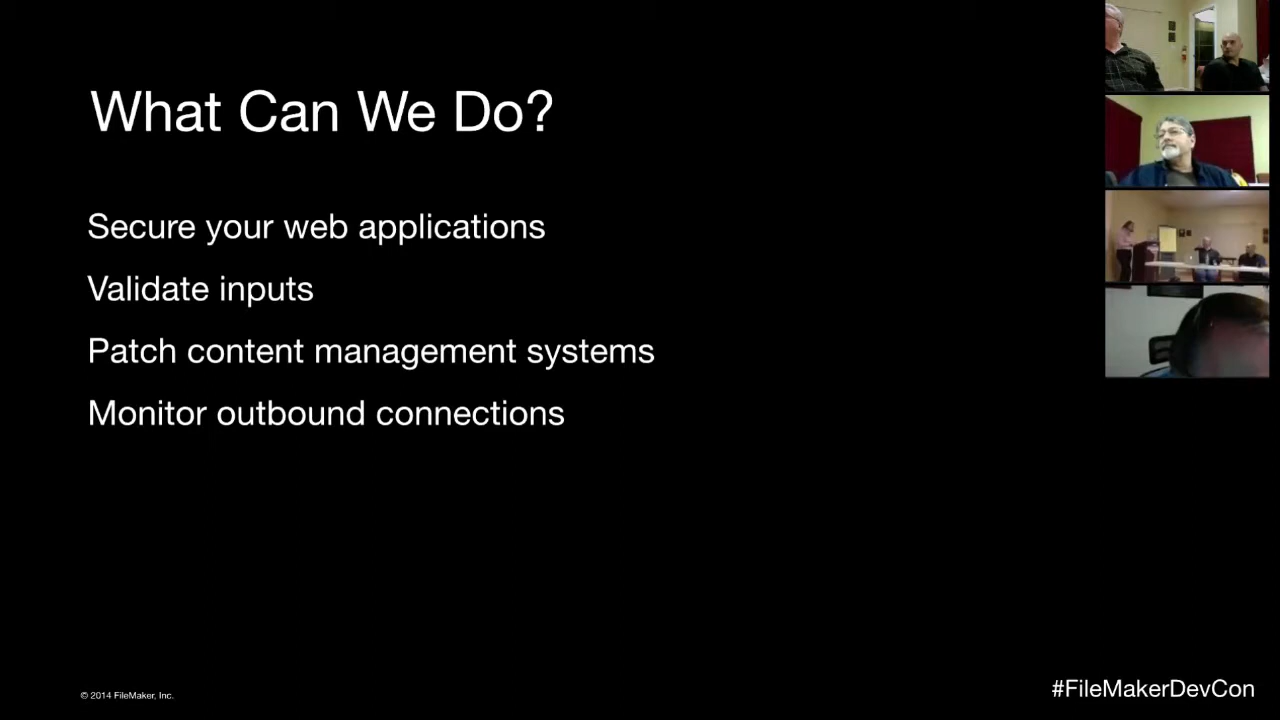 What Can We Do?
Secure your web applications
Validate inputs
Patch content management systems
Monitor outbound connections
© 2014 FileMaker, Inc.
#FileMakerDevCon